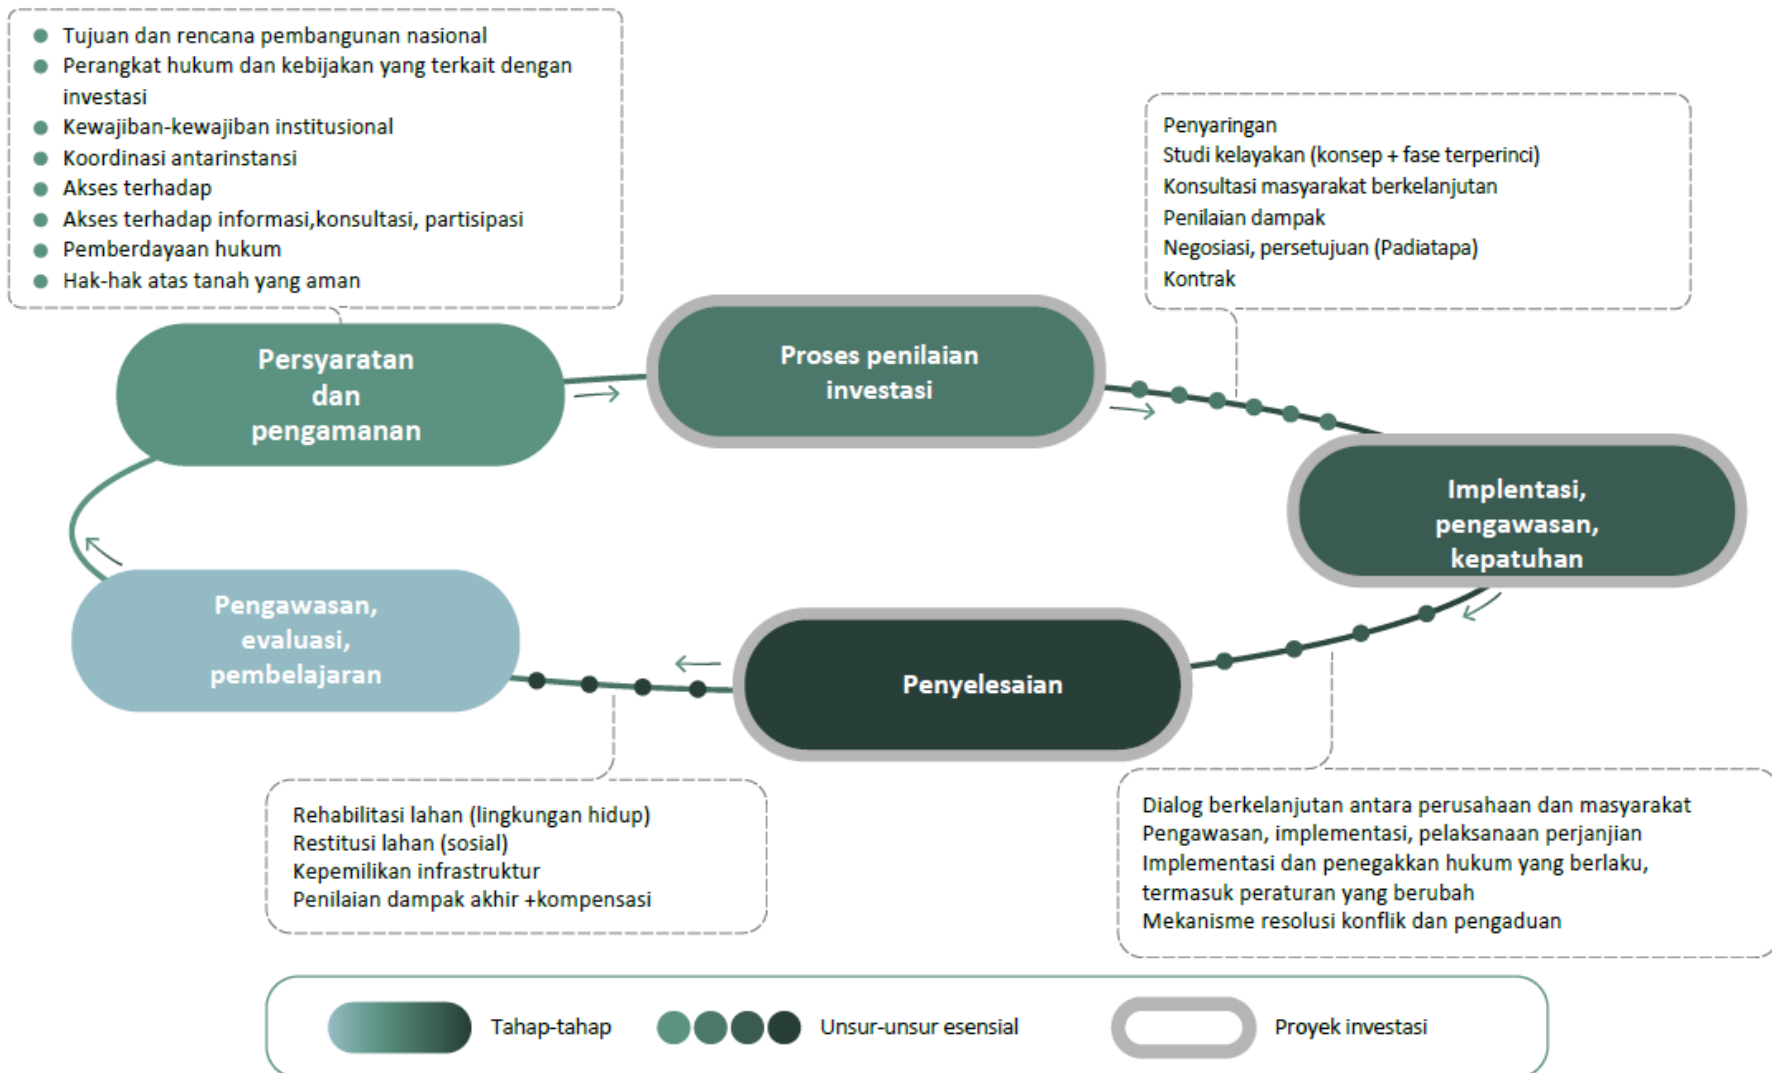 Tujuan dan rencana pembangunan nasional
Perangkat hukum dan kebijakan yang terkait dengan
investasi
Kewajiban-kewajiban institusional
Koordinasi antarinstansi
Akses terhadap
Akses terhadap informasi,konsultasi, partisipasi
Pemberdayaan hukum
Hak-hak atas tanah yang aman
Penyaringan
Studi kelayakan (konsep + fase terperinci)
Konsultasi masyarakat berkelanjutan
Penilaian dampak
Negosiasi, persetujuan (Padiatapa)
Kontrak
Persyaratan
dan
pengamanan
Proses penilaian
investasi
Implentasi,
pengawasan,
kepatuhan
Pengawasan,
evaluasi,
pembelajaran
Penyelesaian
Rehabilitasi lahan (lingkungan hidup)
Restitusi lahan (sosial)
Kepemilikan infrastruktur
Penilaian dampak akhir +kompensasi
Dialog berkelanjutan antara perusahaan dan masyarakat
Pengawasan, implementasi, pelaksanaan perjanjian
Implementasi dan penegakkan hukum yang berlaku,
termasuk peraturan yang berubah
Mekanisme resolusi konflik dan pengaduan
Tahap-tahap
Unsur-unsur esensial
Proyek investasi